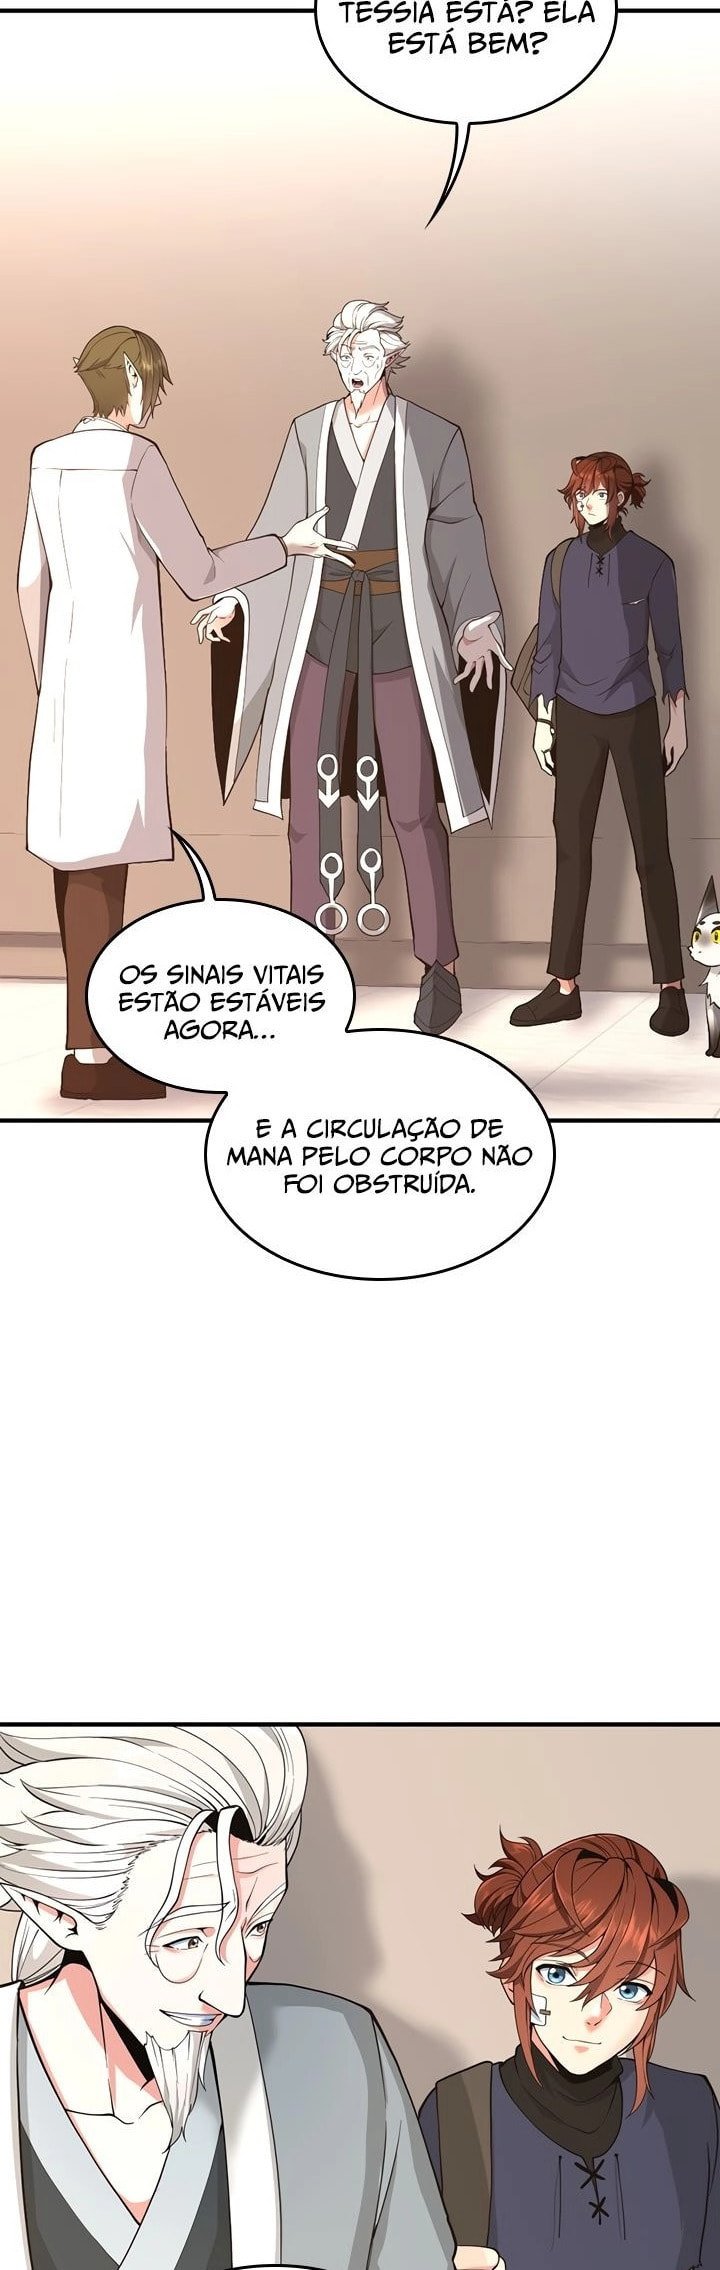 TESSIA ESTÁ? ELA
ESTÁ BEM?
OS SINAIS VITAIS
ESTÃO ESTÁVEIS
AGORA...
E A CIRCULAÇÃO DE
MANA PELO CORPO NÃO
FOI OBSTRUÍDA.